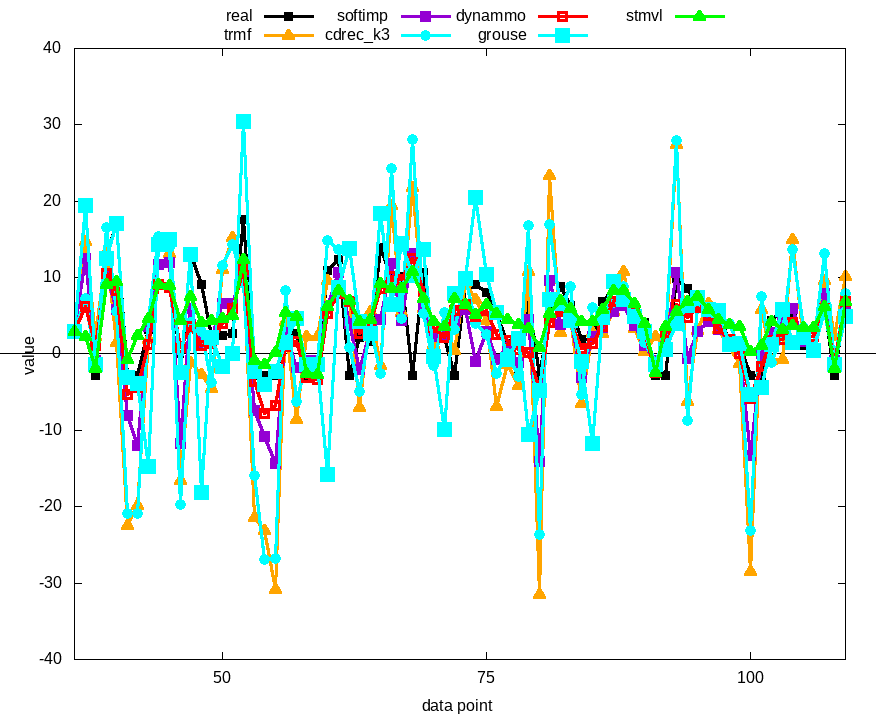 real softimp dynammo stmvl
trmf cdrec_k3 grouse
40
30
20
10
0
-10
-20
-30
-40
value
50 75 100
data point